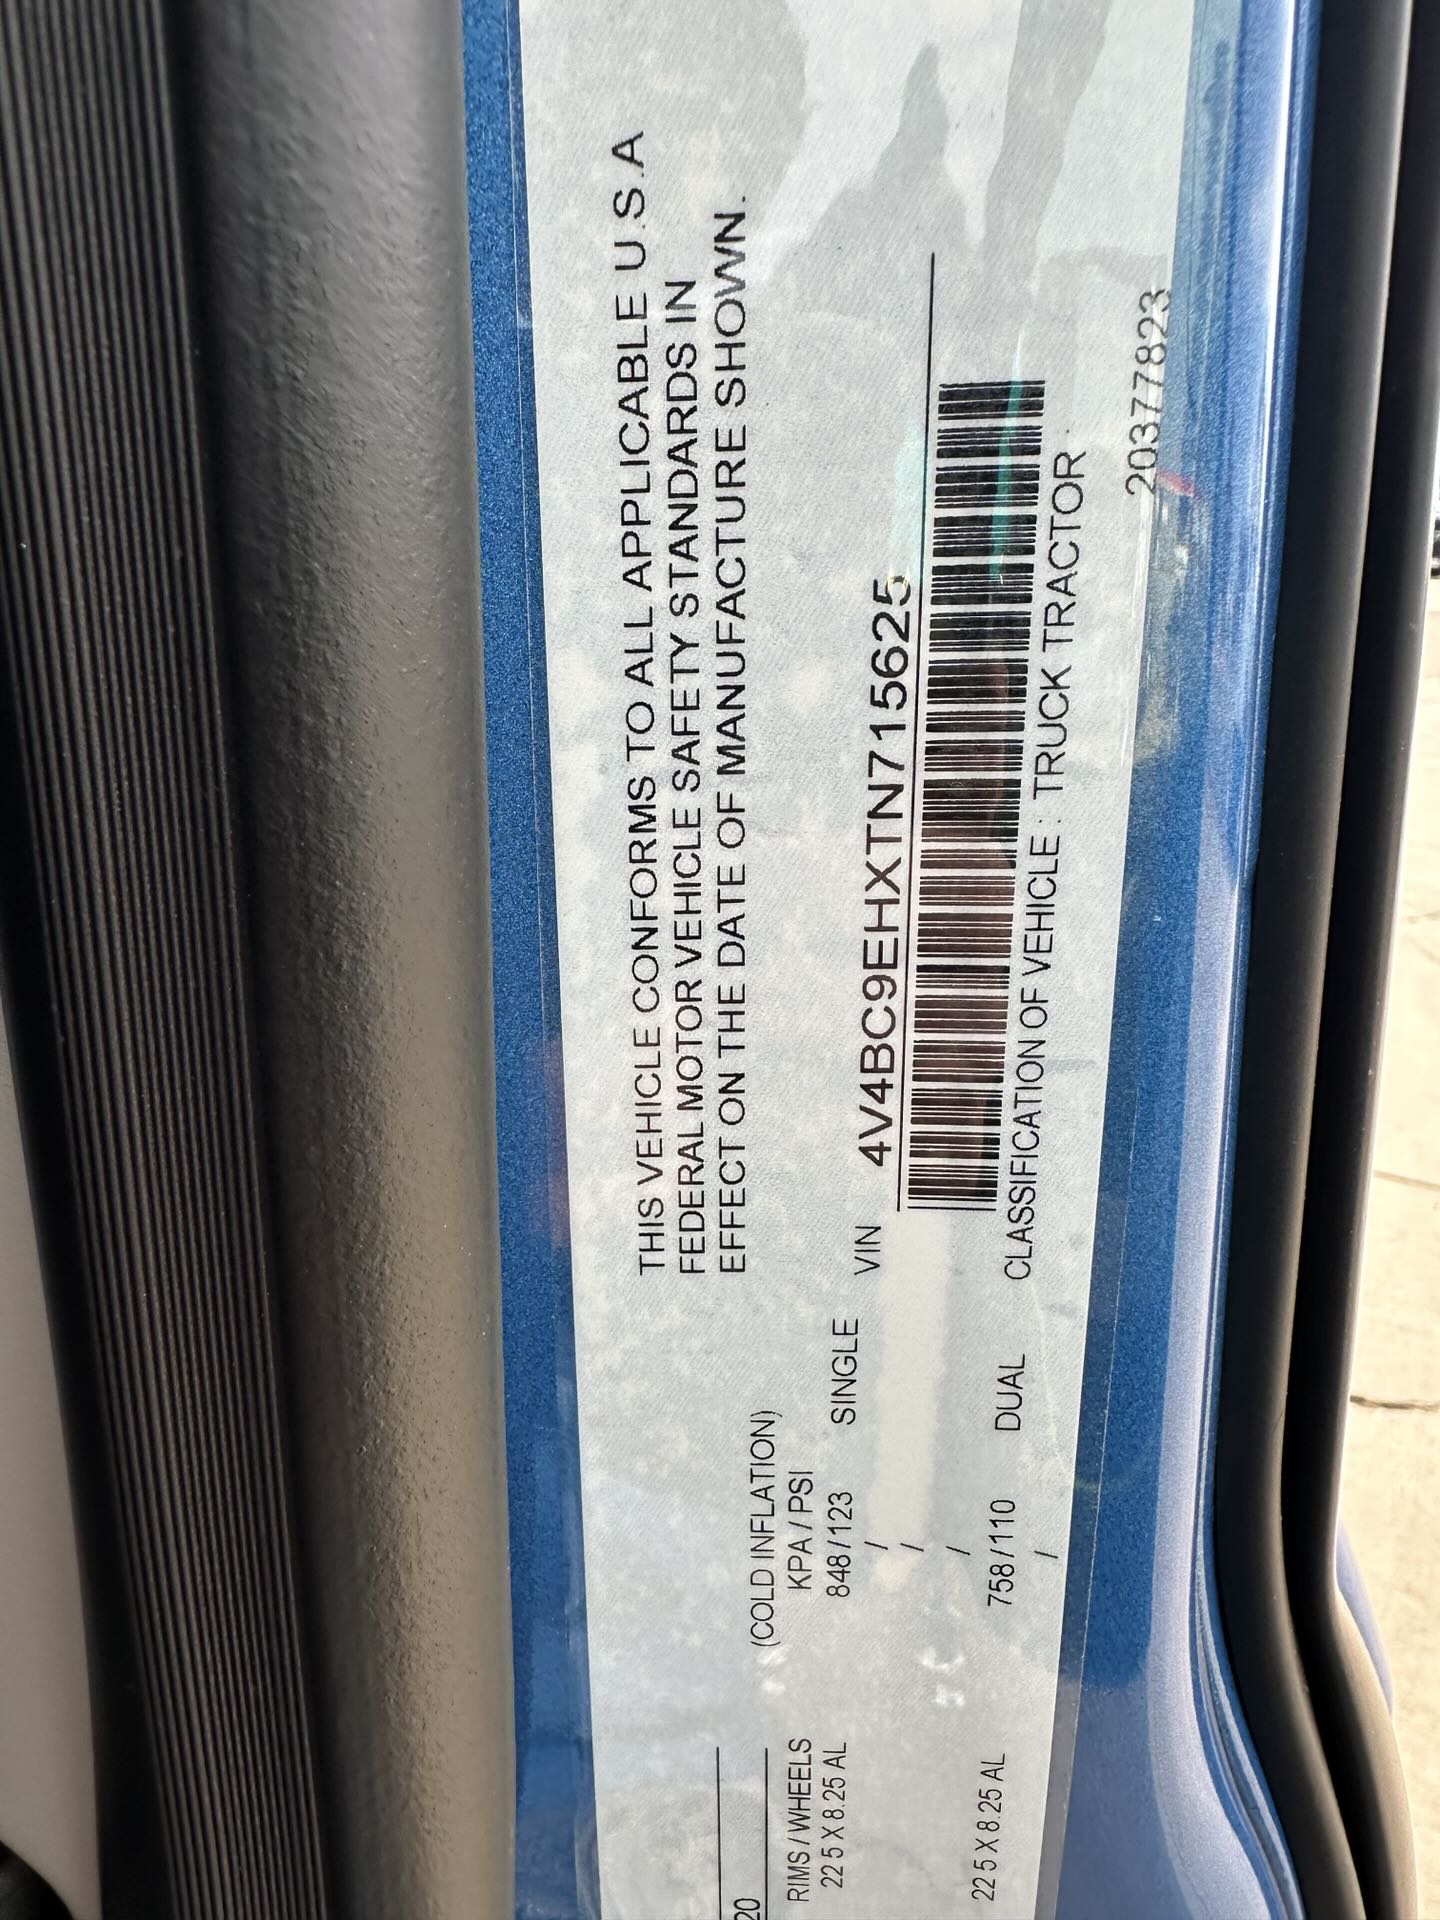 THIS VEHICLE CONFORMS TO ALL APPLICABLE U.S.A
FEDERAL MOTOR VEHICLE SAFETY STANDARDS IN
EFFECT ON THE DATE OF MANUFACTURE SHOWN.
20
(COLD INFLATION)
RIMS / WHEELS KPA / PSI
22.5 X 8.25 AL 848 / 123 SINGLE VIN 4V4BC9EHXTN715625
/
/
/
22.5 X 8.25 AL 758 / 110 DUAL CLASSIFICATION OF VEHICLE : TRUCK TRACTOR
/
20377823